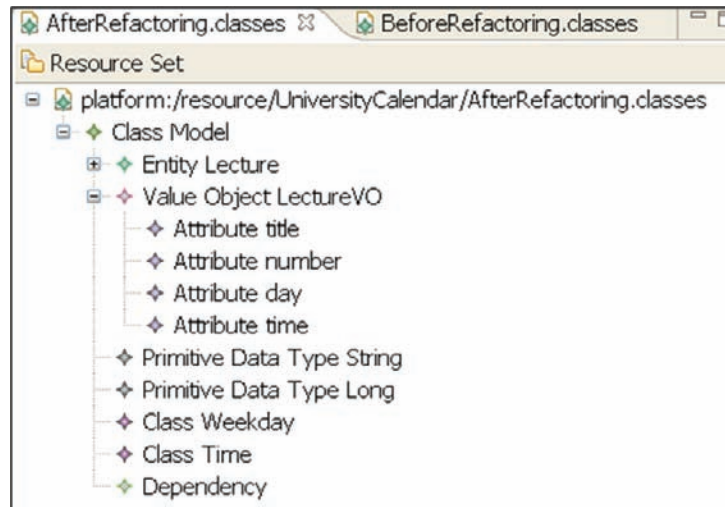 AfterRefactoring.classes BeforeRefactoring.classes
Resource Set
platform:/resource/UniversityCalendar/AfterRefactoring.classes
Class Model
Entity Lecture
Value Object LectureVO
Attribute title
Attribute number
Attribute day
Attribute time
Primitive Data Type String
Primitive Data Type Long
Class Weekday
Class Time
Dependency